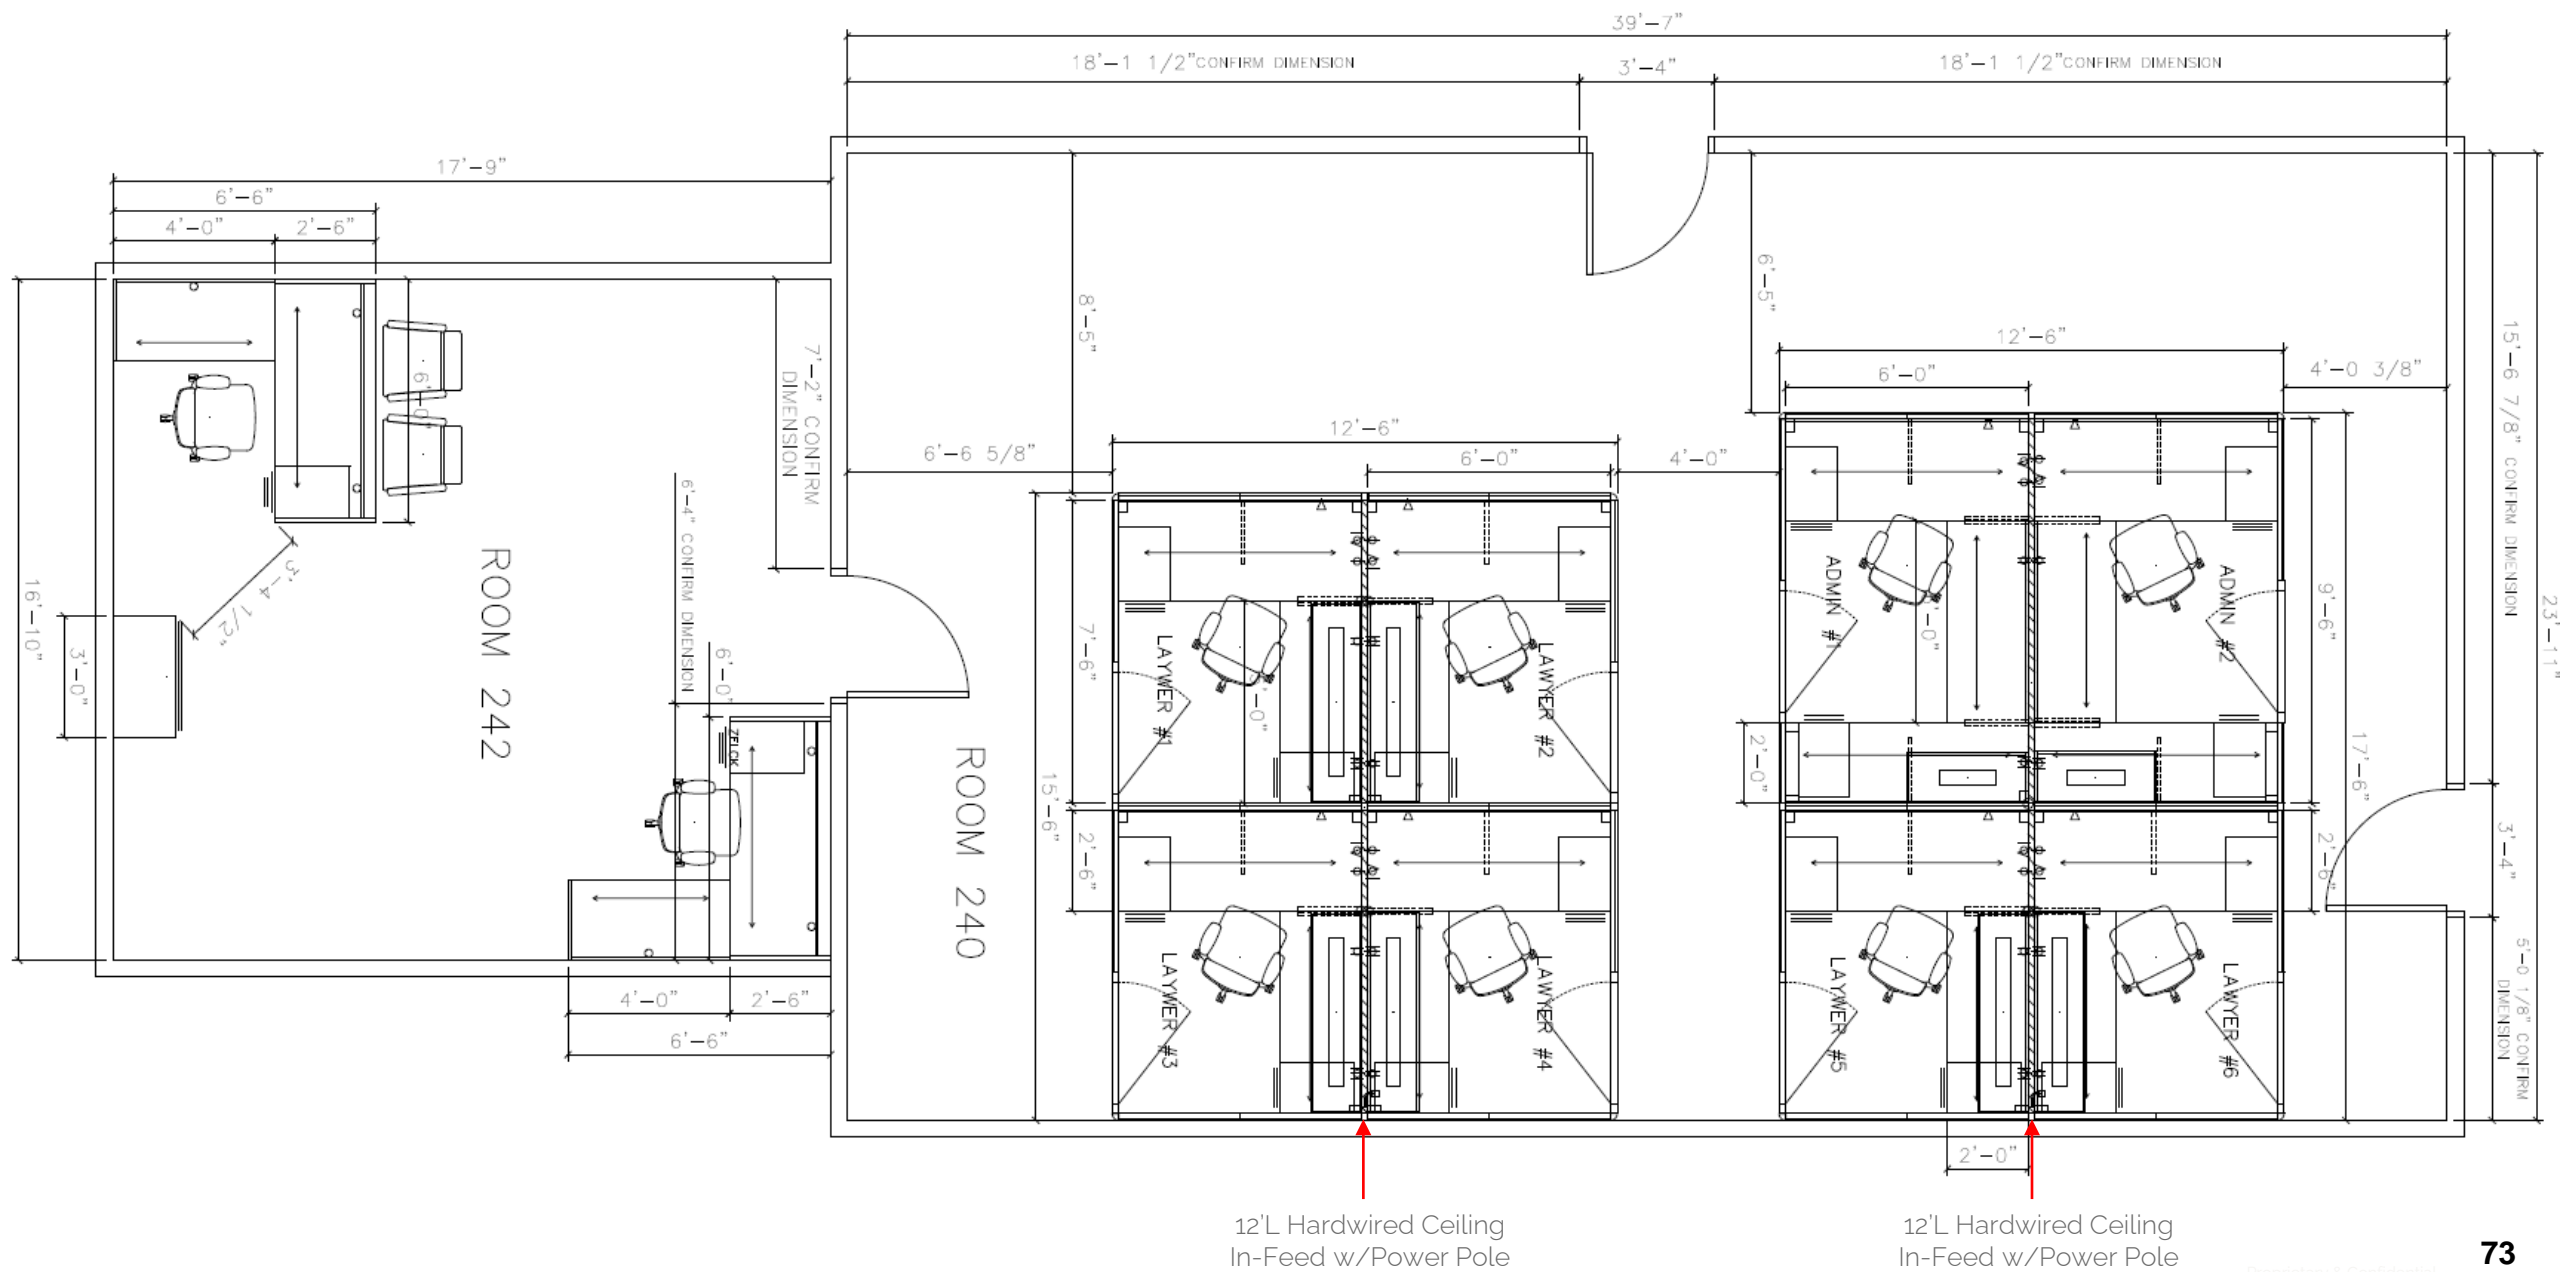 39'-7"
18'-1 1/2"CONFIRM DIMENSION
3'-4"
18'-1 1/2"CONFIRM DIMENSION
17'-9"
6'-6"
4'-0"
2'-6"
8'-5"
6'-5"
15'-6 7/8" CONFIRM DIMENSION
23'-11"
12'-6"
6'-0"
4'-0 3/8"
7'-2" CONFIRM
DIMENSION
6'-0"
12'-6"
6'-6 5/8"
6'-0"
4'-0"
6'-4" CONFIRM DIMENSION
16'-10"
3'-4 1/2"
3'-0"
ROOM 242
6'-0"
ROOM 240
15'-6"
7'-6"
2'-6"
LAYWER #1
LAWYER #2
ADMIN #1
ADMIN #2
9'-6"
17'-6"
2'-0"
2'-6"
3'-4"
5'-0 1/8" CONFIRM
DIMENSION
LAYWER #3
LAWYER #4
LAYWER #5
LAWYER #6
4'-0"
2'-6"
6'-6"
2'-0"
12'L Hardwired Ceiling
In-Feed w/Power Pole
12'L Hardwired Ceiling
In-Feed w/Power Pole
73